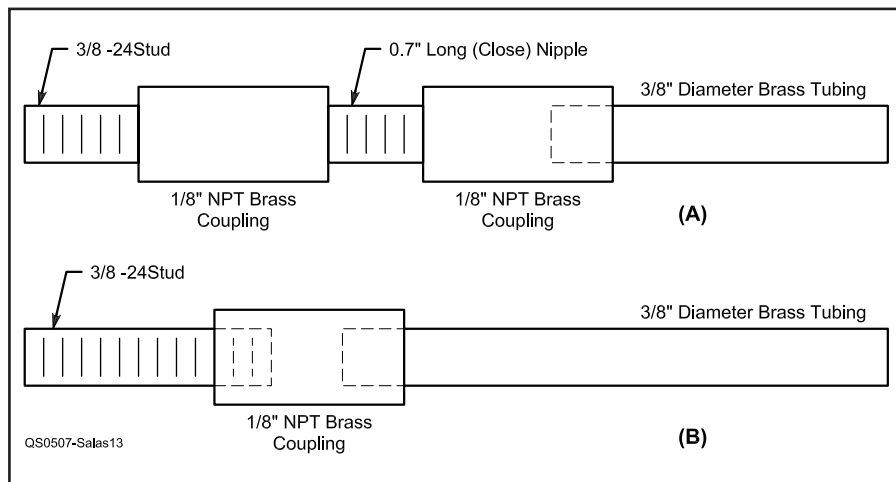 3/8 -24Stud
0.7" Long (Close) Nipple
3/8" Diameter Brass Tubing
1/8" NPT Brass
Coupling
1/8" NPT Brass
Coupling
(A)
3/8 -24Stud
3/8" Diameter Brass Tubing
1/8" NPT Brass
Coupling
(B)
QS0507-Salas13